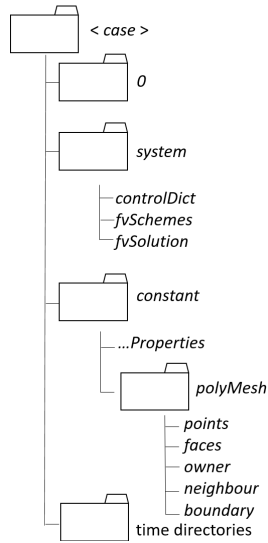 < case >
0
system
controlDict
fvSchemes
fvSolution
constant
...Properties
polyMesh
points
faces
owner
neighbour
boundary
time directories